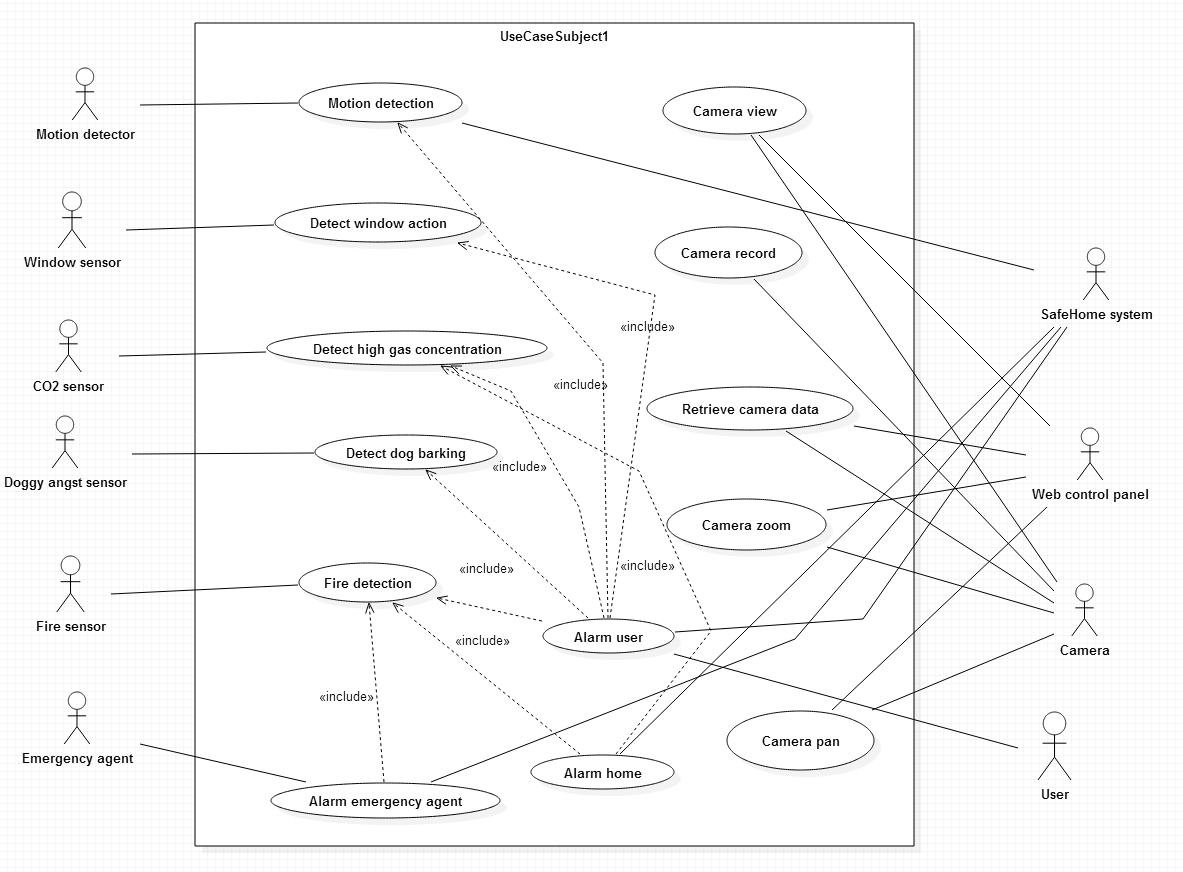 UseCaseSubject1
Motion detector
Motion detection
Camera view
Window sensor
Detect window action
Camera record
SafeHome system
«include»
CO2 sensor
Detect high gas concentration
«include»
Doggy angst sensor
Detect dog barking
«include»
Retrieve camera data
Web control panel
Camera zoom
Fire sensor
Fire detection
«include»
«include»
Alarm user
«include»
Camera
«include»
Emergency agent
Alarm emergency agent
Alarm home
Camera pan
User